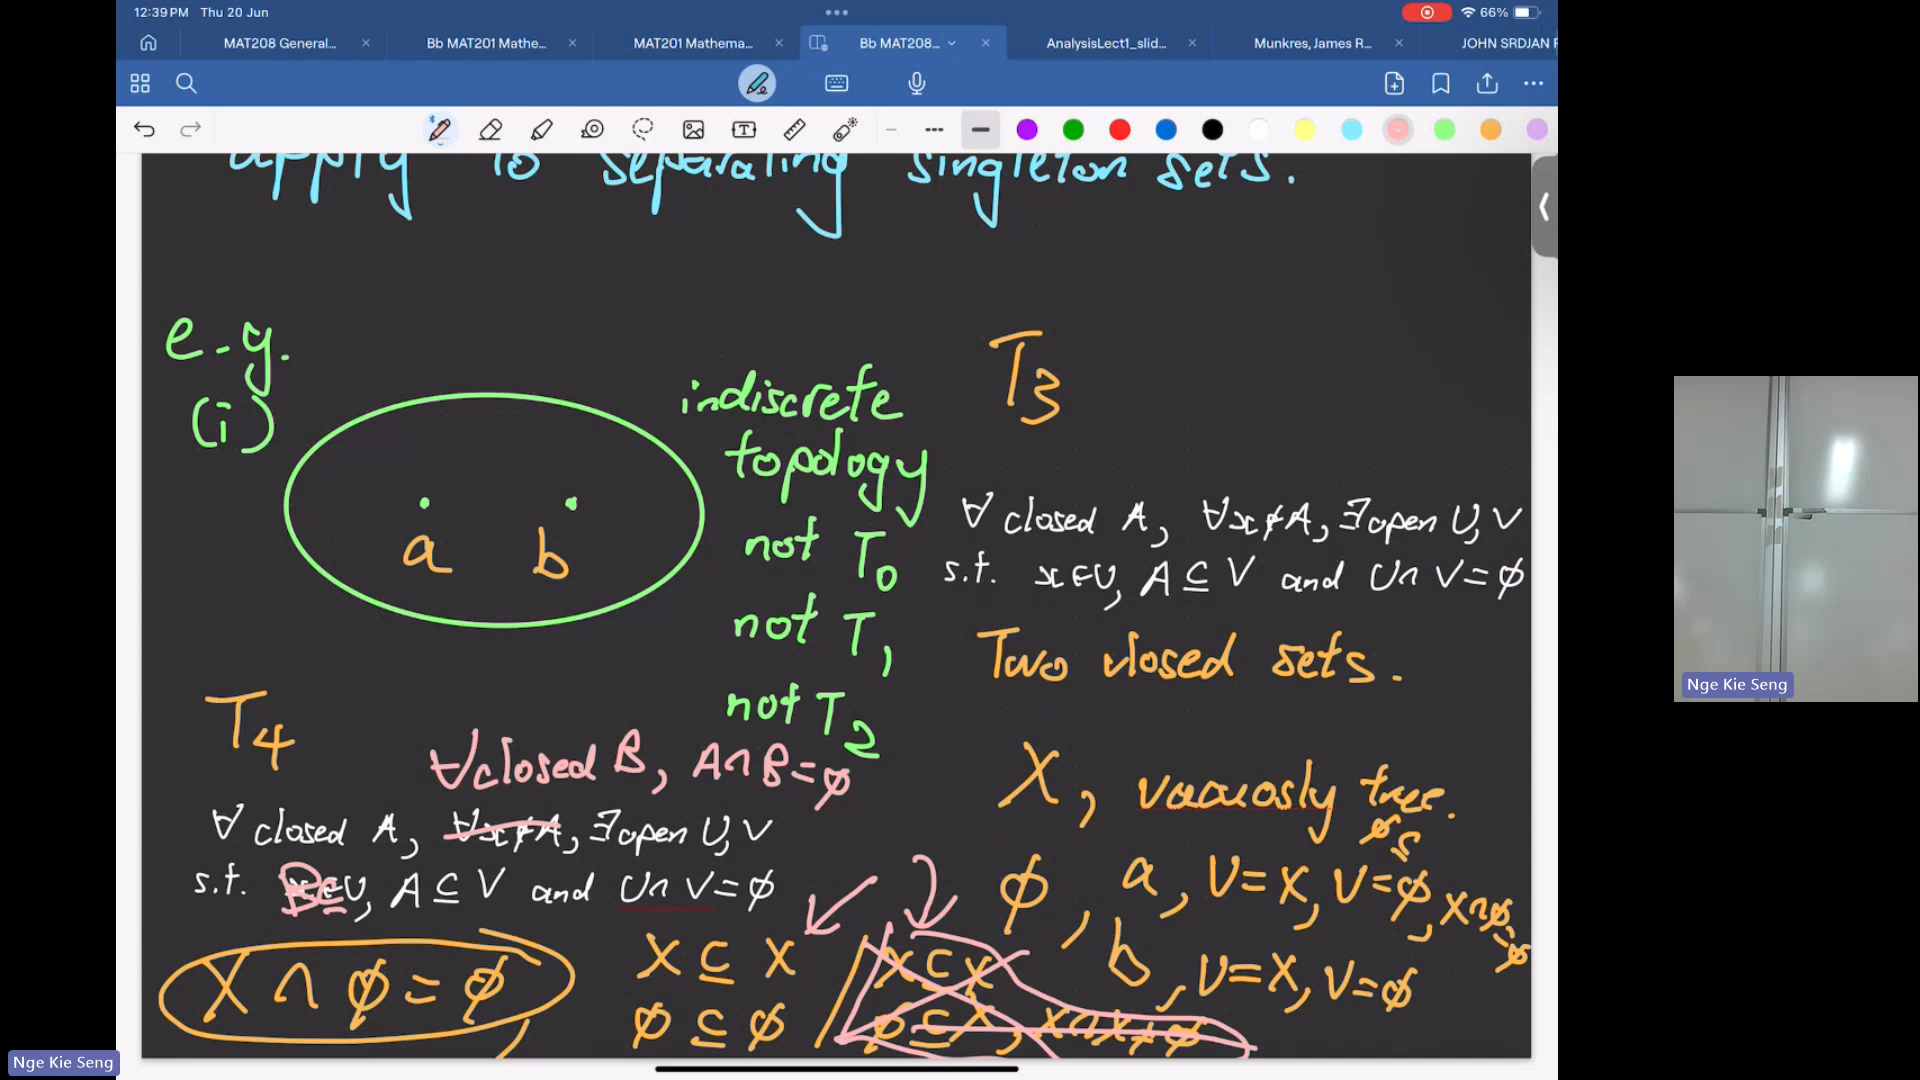 12:39 PM Thu 20 Jun
66%
MAT208 General...
Bb MAT201 Mathe...
MAT201 Mathema...
Bb MAT208...
AnalysisLect1_slid...
Munkres, James R...
JOHN SRDJAN P
apply to separating singleton sets.
e.g.
(i)
a b
indiscrete
topology
not T0
not T1
not T2
T3
∀ closed A, ∀x∉A, ∃open U,V
s.t. x∈U, A⊆V and U∩V=∅
Two closed sets.
X, vacuosly true.
∅, a, U=X, V=∅, X∩∅=∅
b, U=X, V=∅
T4
∀closed B, A∩B=∅
∀ closed A, ∀x∉A, ∃open U,V
s.t. B⊆U, A⊆V and U∩V=∅
X∩∅=∅,
X⊆X
∅⊆∅
X⊆X
∅⊆X, X∩X≠∅
Nge Kie Seng
Nge Kie Seng